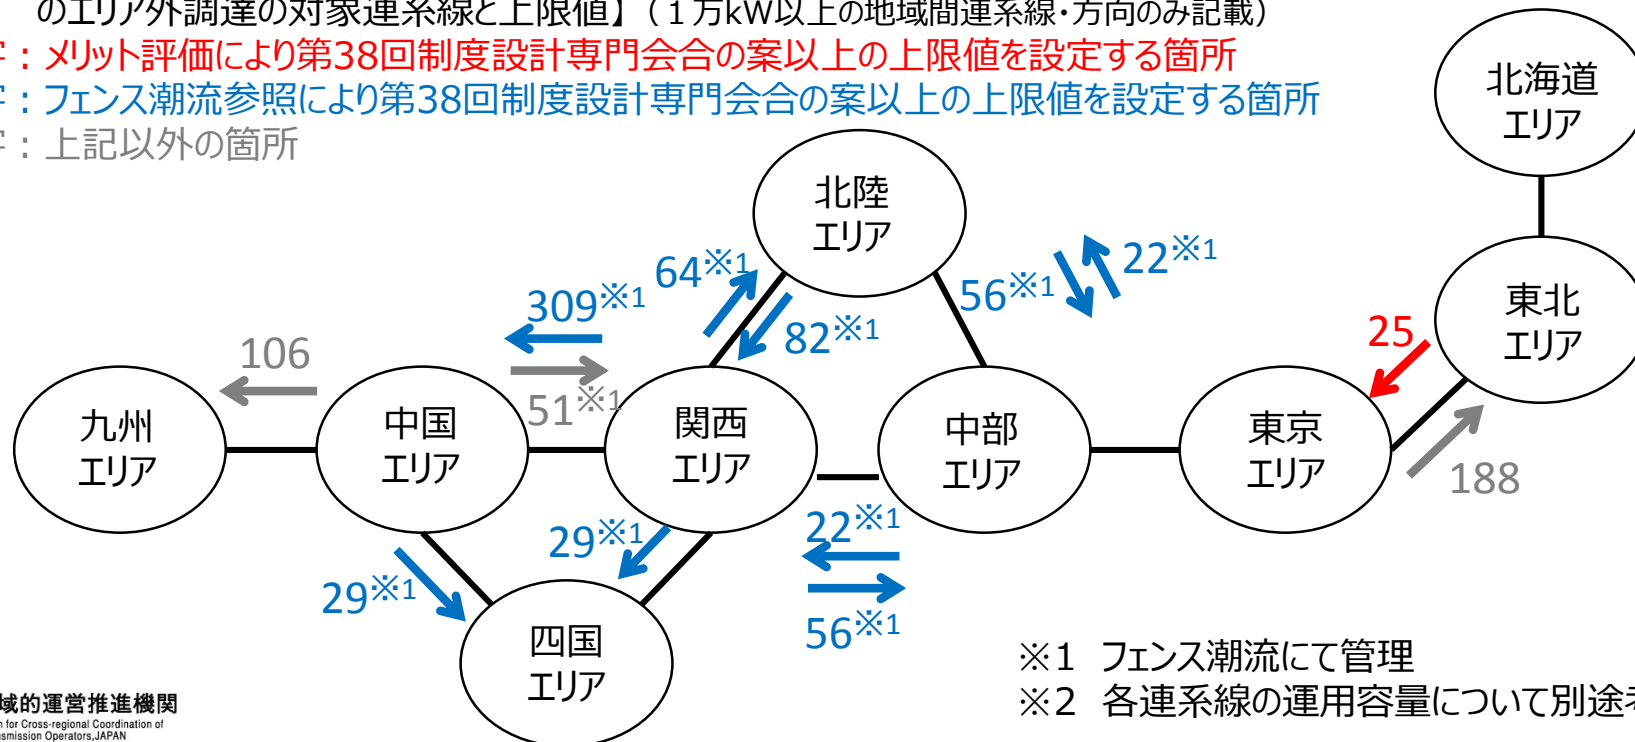 のエリア外調達の対象連系線と上限値】（１万kW以上の地域間連系線・方向のみ記載）
：メリット評価により第38回制度設計専門会合の案以上の上限値を設定する箇所
：フェンス潮流参照により第38回制度設計専門会合の案以上の上限値を設定する箇所
：上記以外の箇所
北海道
エリア
北陸
エリア
64※1
56※1
22※1
309※1
82※1
東北
エリア
25
106
51※1
九州
エリア
中国
エリア
関西
エリア
中部
エリア
東京
エリア
188
29※1
29※1
22※1
56※1
四国
エリア
※1 フェンス潮流にて管理
※2 各連系線の運用容量について別途
域的運営推進機関
for Cross-regional Coordination of
smission Operators,JAPAN